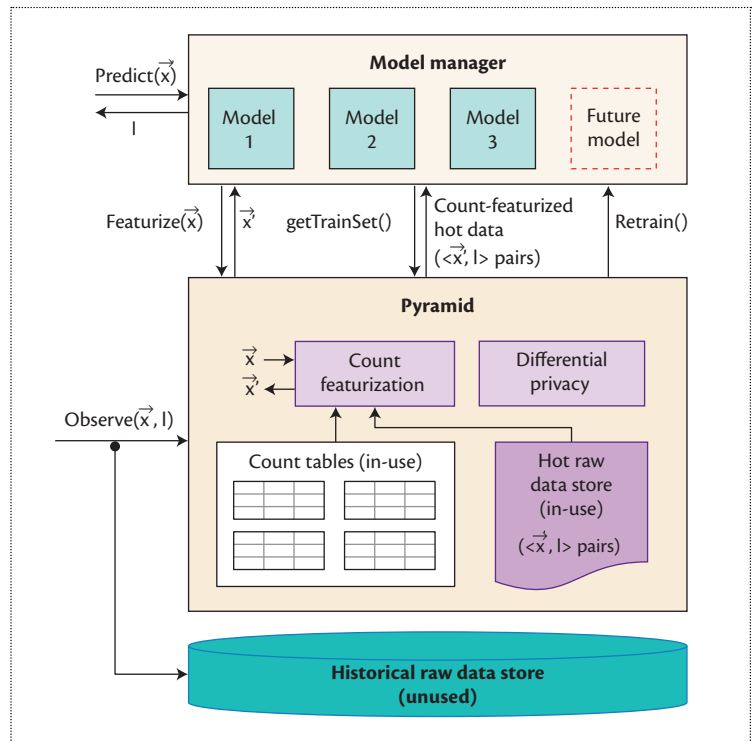 Model manager
Predict(x⃗)
l
Model
1
Model
2
Model
3
Future
model
Featurize(x⃗)
x⃗'
getTrainSet()
Count-featurized
hot data
(<x⃗', l> pairs)
Retrain()
Pyramid
x⃗
x⃗'
Count
featurization
Differential
privacy
Observe(x⃗, l)
Count tables (in-use)
Hot raw
data store
(in-use)
(<x⃗', l> pairs)
Historical raw data store
(unused)